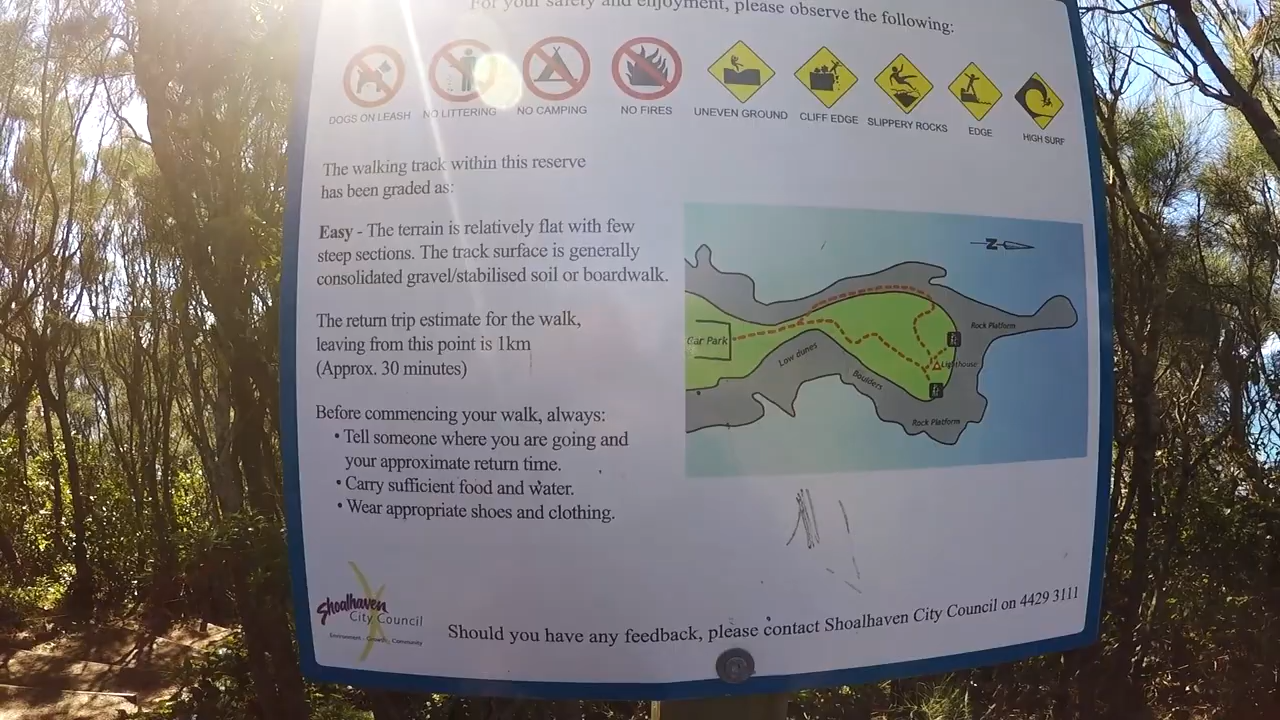 For your safety and enjoyment, please observe the following:
DOGS ON LEASH
NO LITTERING
NO CAMPING
NO FIRES
UNEVEN GROUND
CLIFF EDGE
SLIPPERY ROCKS
EDGE
HIGH SURF
The walking track within this reserve
has been graded as:
Easy - The terrain is relatively flat with few
steep sections. The track surface is generally
consolidated gravel/stabilised soil or boardwalk.
The return trip estimate for the walk,
leaving from this point is 1km
(Approx. 30 minutes)
Before commencing your walk, always:
• Tell someone where you are going and
your approximate return time.
• Carry sufficient food and water.
• Wear appropriate shoes and clothing.
N
Car Park
Low dunes
Boulders
Rock Platform
Lighthouse
Rock Platform
Shoalhaven
City Council
Environment - Growth - Community
Should you have any feedback, please contact Shoalhaven City Council on 4429 3111